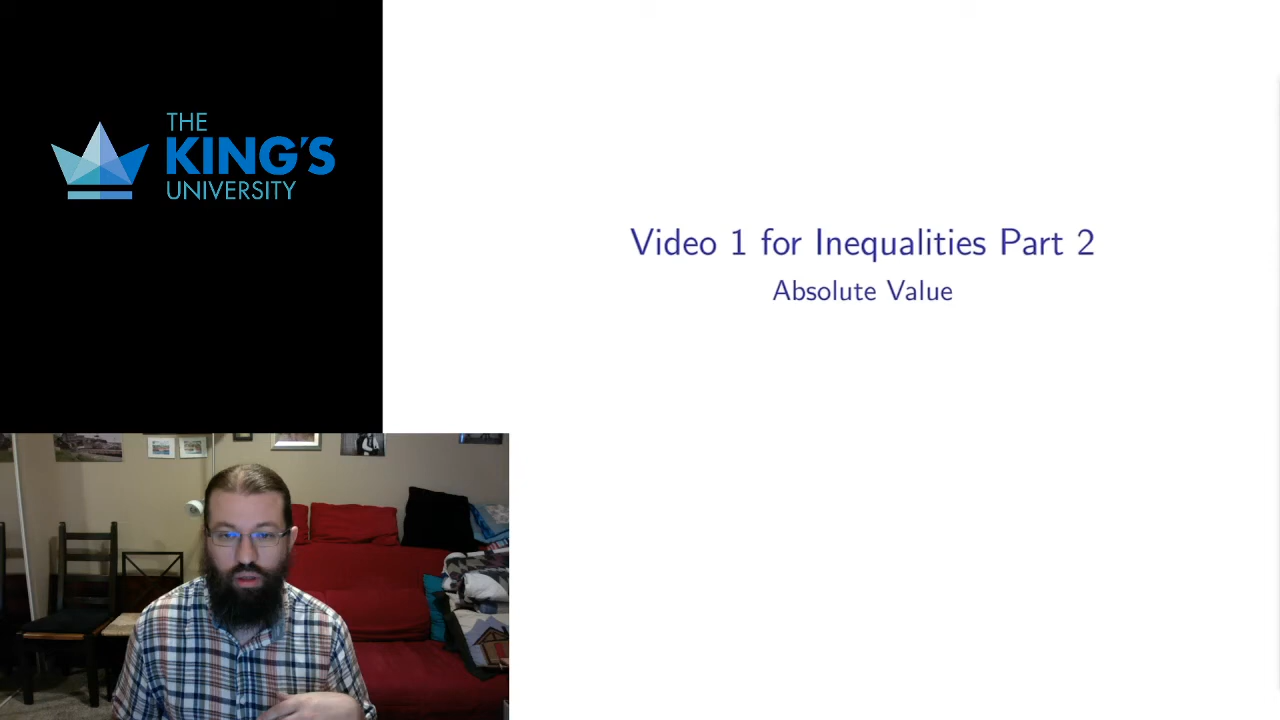 THE
KING'S
UNIVERSITY
Video 1 for Inequalities Part 2
Absolute Value